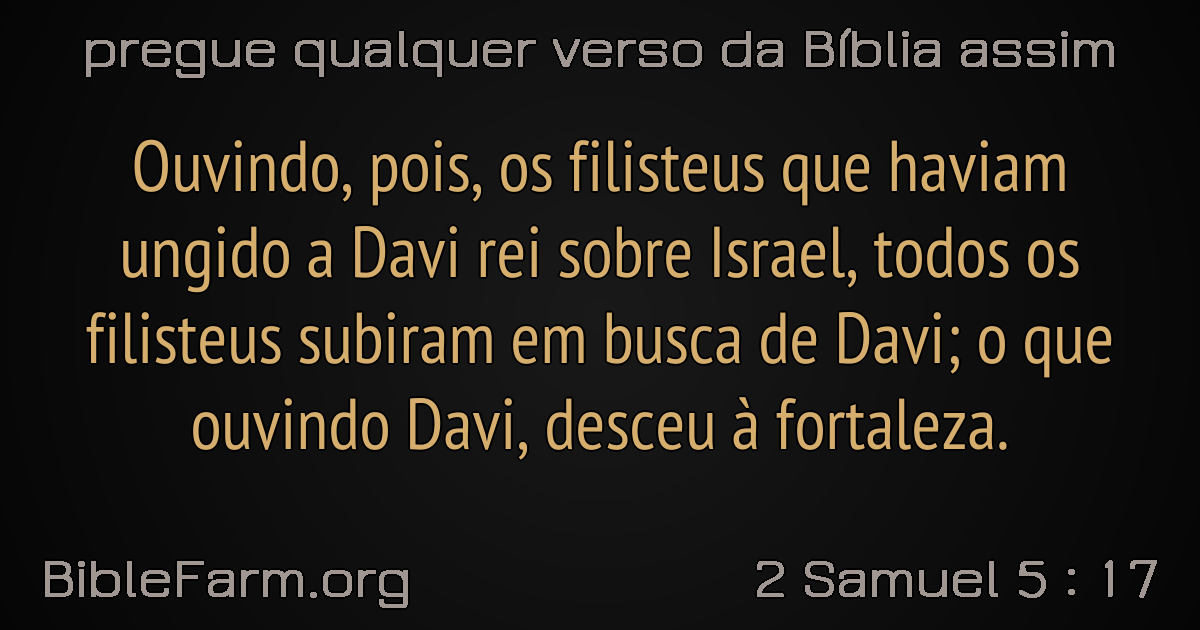 pregue qualquer verso da Bíblia assim
Ouvindo, pois, os filisteus que haviam
ungido a Davi rei sobre Israel, todos os
filisteus subiram em busca de Davi; o que
ouvindo Davi, desceu à fortaleza.
BibleFarm.org
2 Samuel 5 : 17